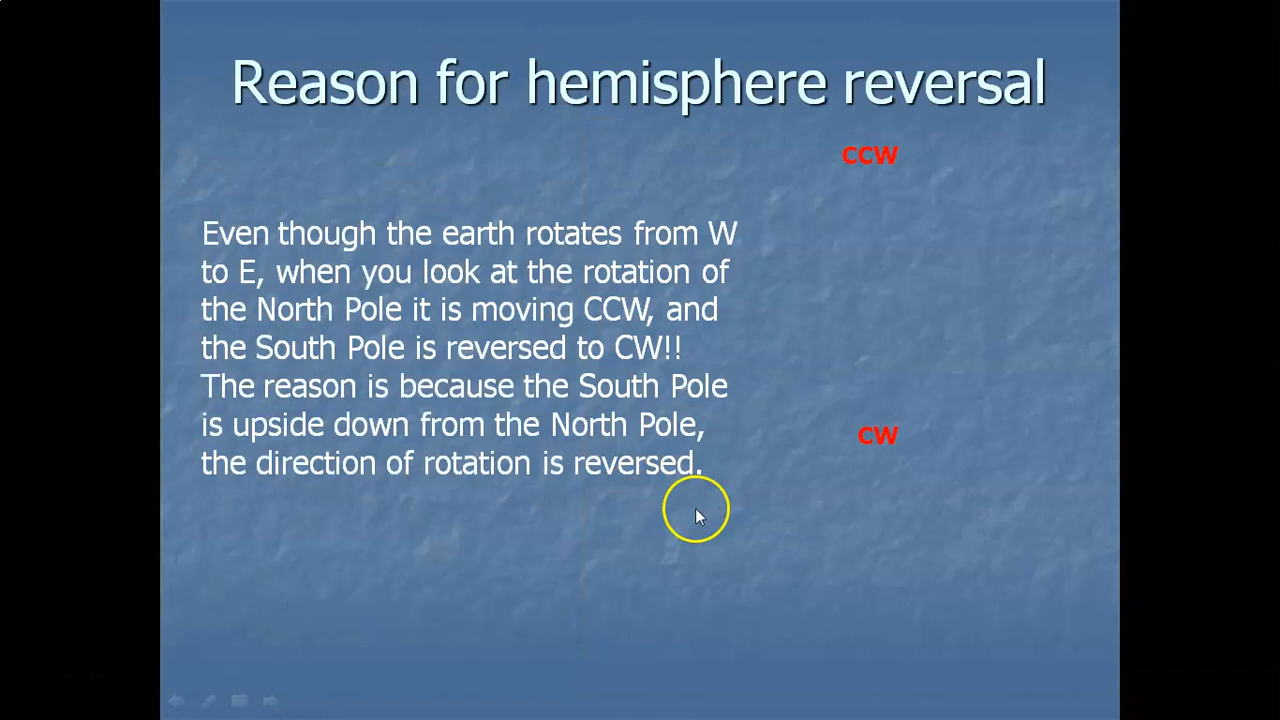 Reason for hemisphere reversal
CCW
Even though the earth rotates from W
to E, when you look at the rotation of
the North Pole it is moving CCW, and
the South Pole is reversed to CW!!
The reason is because the South Pole
is upside down from the North Pole,
the direction of rotation is reversed.
CW